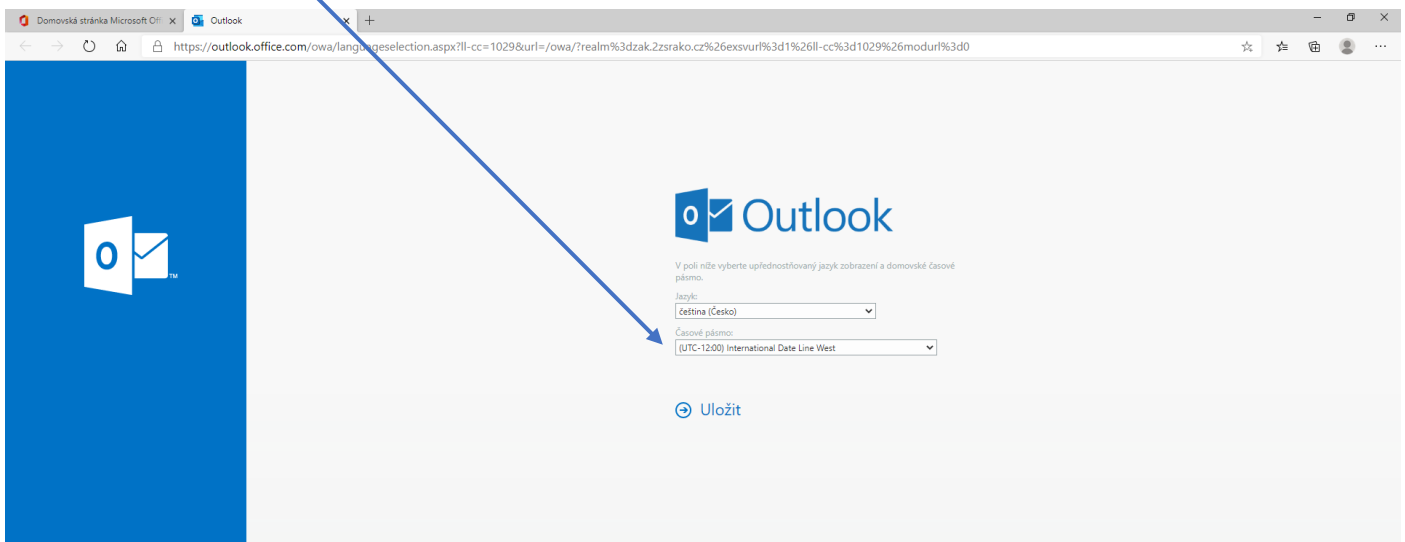 Domovská stránka Microsoft Offi
Outlook
https://outlook.office.com/owa/languageselection.aspx?ll-cc=1029&url=/owa/?realm%3dzak.2zsrako.cz%26exsvurl%3d1%26ll-cc%3d1029%26modurl%3d0
Outlook
V poli níže vyberte upřednostňovaný jazyk zobrazení a domovské časové
pásmo.
Jazyk:
čeština (Česko)
Časové pásmo:
(UTC-12:00) International Date Line West
Uložit
TM